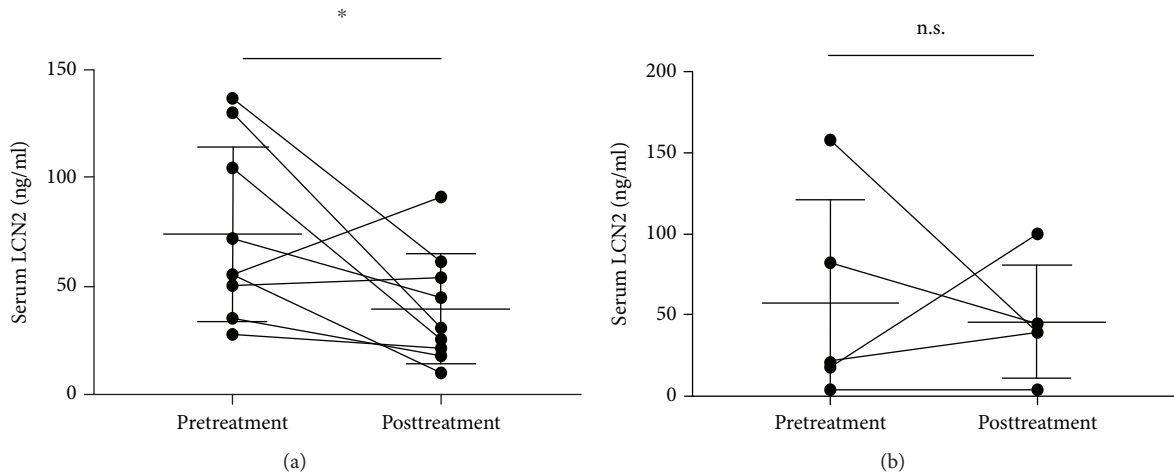 *
150
100
50
0
Serum LCN2 (ng/ml)
Pretreatment
Posttreatment
(a)
n.s.
200
150
100
50
0
Serum LCN2 (ng/ml)
Pretreatment
Posttreatment
(b)